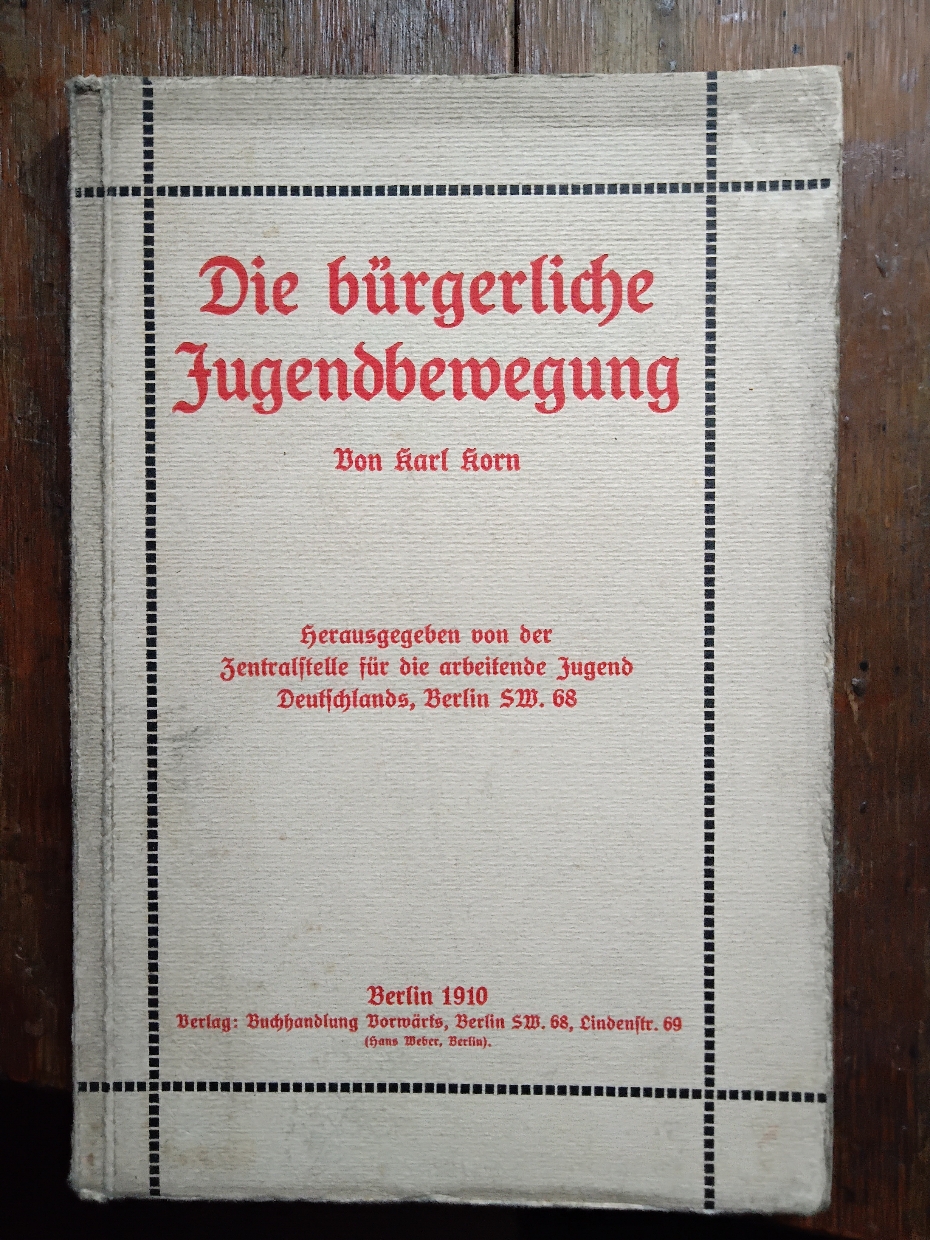 Die bürgerliche
Jugendbewegung
Von Karl Korn
Herausgegeben von der
Zentralstelle für die arbeitende Jugend
Deutschlands, Berlin SW. 68
Berlin 1910
Verlag: Buchhandlung Vorwärts, Berlin SW. 68, Lindenstr. 69
(Hans Weber, Berlin).